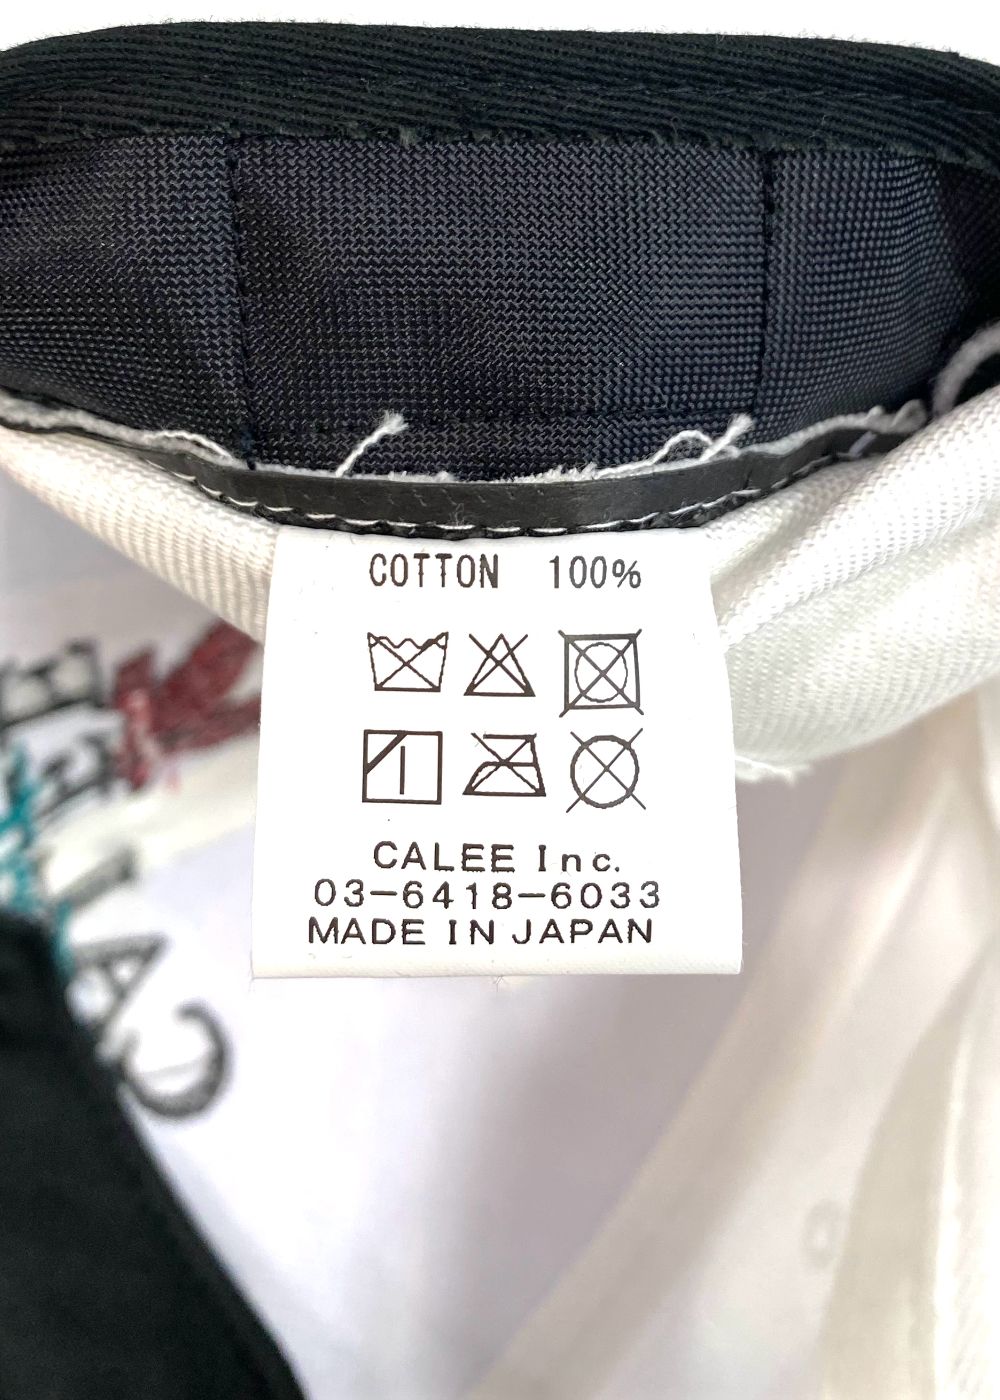 COTTON 100%
CALEE Inc.
03-6418-6033
MADE IN JAPAN